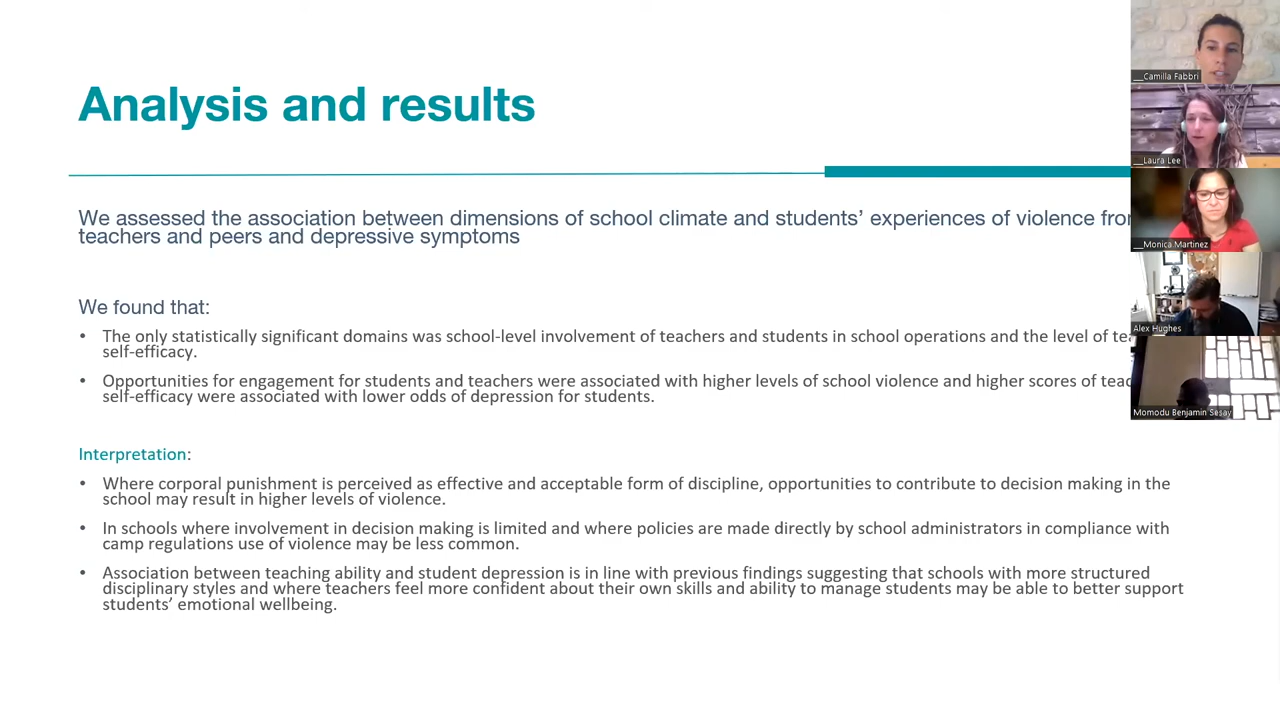 Analysis and results
We assessed the association between dimensions of school climate and students’ experiences of violence
teachers and peers and depressive symptoms
We found that:
• The only statistically significant domains was school-level involvement of teachers and students in school operations and the level of
self-efficacy.
• Opportunities for engagement for students and teachers were associated with higher levels of school violence and higher scores of
self-efficacy were associated with lower odds of depression for students.
Interpretation:
• Where corporal punishment is perceived as effective and acceptable form of discipline, opportunities to contribute to decision making in the
school may result in higher levels of violence.
• In schools where involvement in decision making is limited and where policies are made directly by school administrators in compliance with
camp regulations use of violence may be less common.
• Association between teaching ability and student depression is in line with previous findings suggesting that schools with more structured
disciplinary styles and where teachers feel more confident about their own skills and ability to manage students may be able to better support
students’ emotional wellbeing.
__Camilla Fabbri
__Laura Lee
__Monica Martinez
Alex Hughes
Momodu Benjamin Sesay